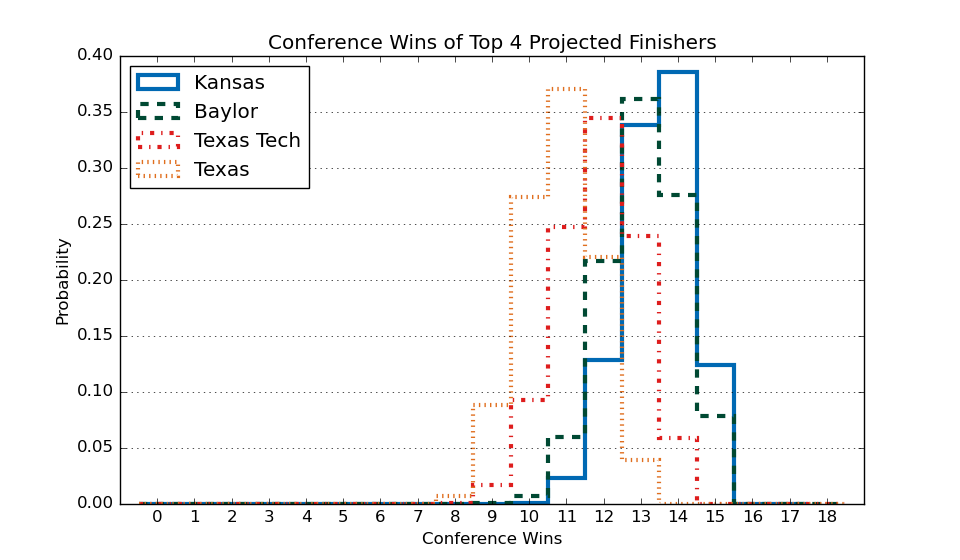 Conference Wins of Top 4 Projected Finishers
Kansas
Baylor
Texas Tech
Texas
Probability
0.40
0.35
0.30
0.25
0.20
0.15
0.10
0.05
0.00
0 1 2 3 4 5 6 7 8 9 10 11 12 13 14 15 16 17 18
Conference Wins